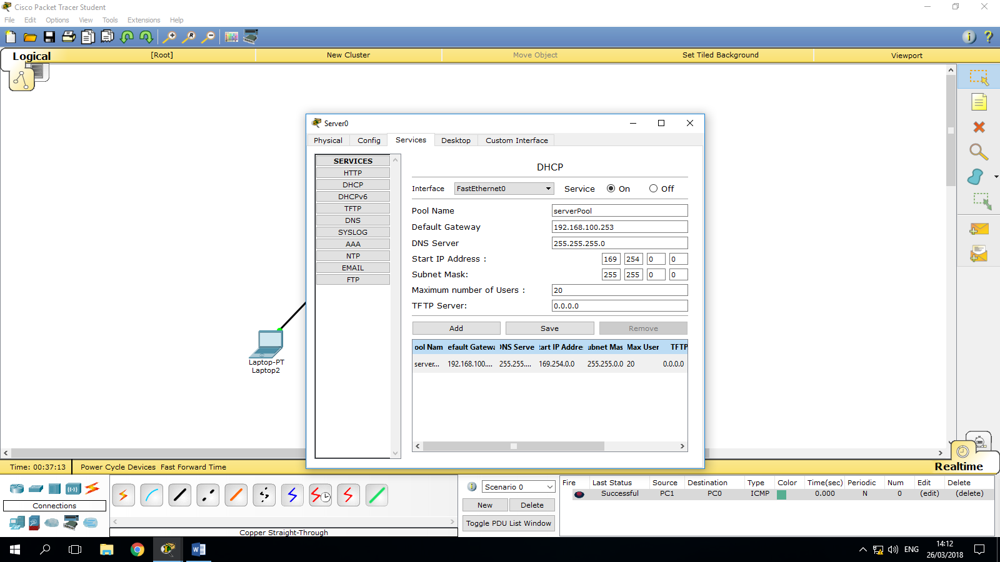 Cisco Packet Tracer Student
File Edit Options View Tools Extensions Help
Logical [Root] New Cluster Move Object Set Tiled Background Viewport
Server0
Physical Config Services Desktop Custom Interface
SERVICES
HTTP
DHCP
DHCPv6
TFTP
DNS
SYSLOG
AAA
NTP
EMAIL
FTP
DHCP
Interface FastEthernet0 Service On Off
Pool Name serverPool
Default Gateway 192.168.100.253
DNS Server 255.255.255.0
Start IP Address : 169 254 0 0
Subnet Mask: 255 255 0 0
Maximum number of Users : 20
TFTP Server: 0.0.0.0
Add Save Remove
ool Nam efault Gatewa DNS Serve tart IP Addre ubnet Mas Max User TFTP
server... 192.168.100.... 255.255.... 169.254.0.0 255.255.0.0 20 0.0.0.0
Laptop-PT
Laptop2
Time: 00:37:13 Power Cycle Devices Fast Forward Time Realtime
Connections
Copper Straight-Through
Scenario 0
New Delete
Toggle PDU List Window
Fire Last Status Source Destination Type Color Time(sec) Periodic Num Edit Delete
Successful PC1 PC0 ICMP 0.000 N 0 (edit) (delete)
ENG
14:12
26/03/2018